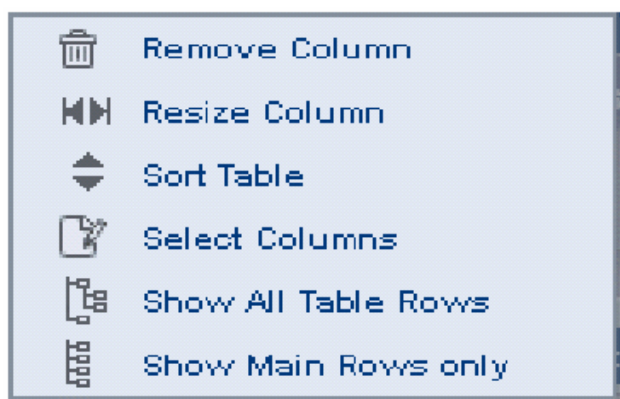 Remove Column
Resize Column
Sort Table
Select Columns
Show All Table Rows
Show Main Rows only